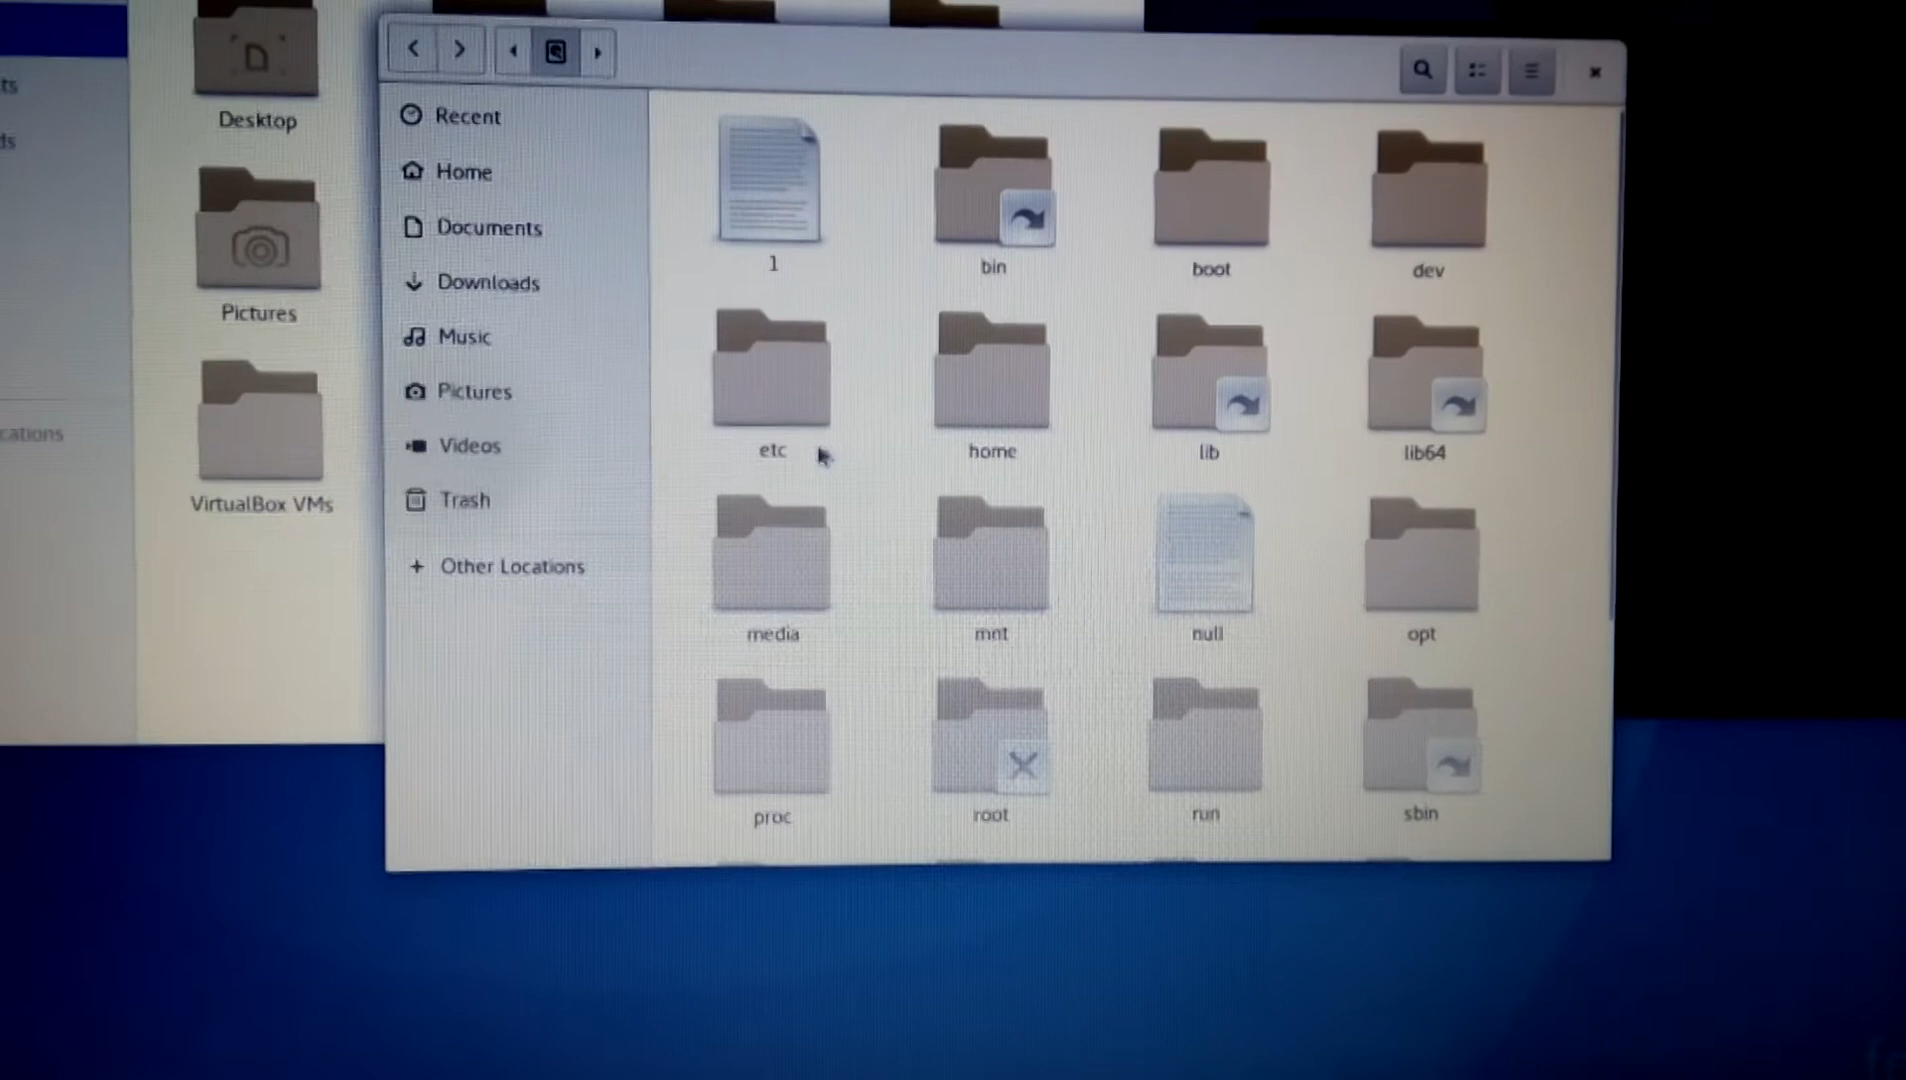 ts
ds
cations
Desktop
Pictures
VirtualBox VMs
Recent
Home
Documents
Downloads
Music
Pictures
Videos
Trash
+ Other Locations
1
bin
boot
dev
etc
home
lib
lib64
media
mnt
null
opt
proc
root
run
sbin